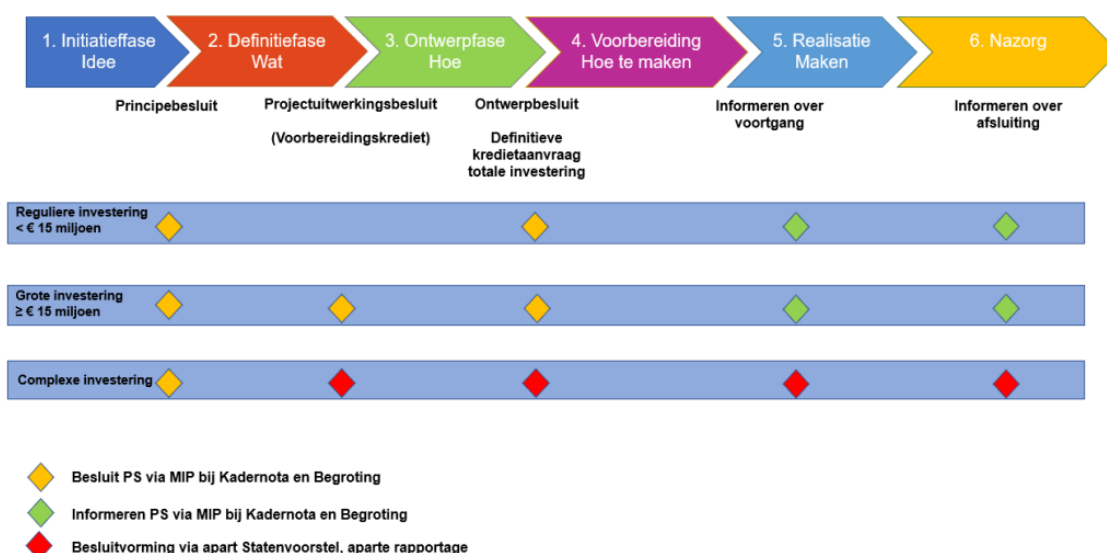 1. Initiatieffase
Idee
2. Definitiefase
Wat
3. Ontwerpfase
Hoe
4. Voorbereiding
Hoe te maken
5. Realisatie
Maken
6. Nazorg
Principebesluit
Projectuitwerkingsbesluit
(Voorbereidingskrediet)
Ontwerpbesluit
Definitieve
kredietaanvraag
totale investering
Informeren over
voortgang
Informeren over
afsluiting
Reguliere investering
< € 15 miljoen
Grote investering
≥ € 15 miljoen
Complexe investering
Besluit PS via MIP bij Kadernota en Begroting
Informeren PS via MIP bij Kadernota en Begroting
Besluitvorming via apart Statenvoorstel, aparte rapportage